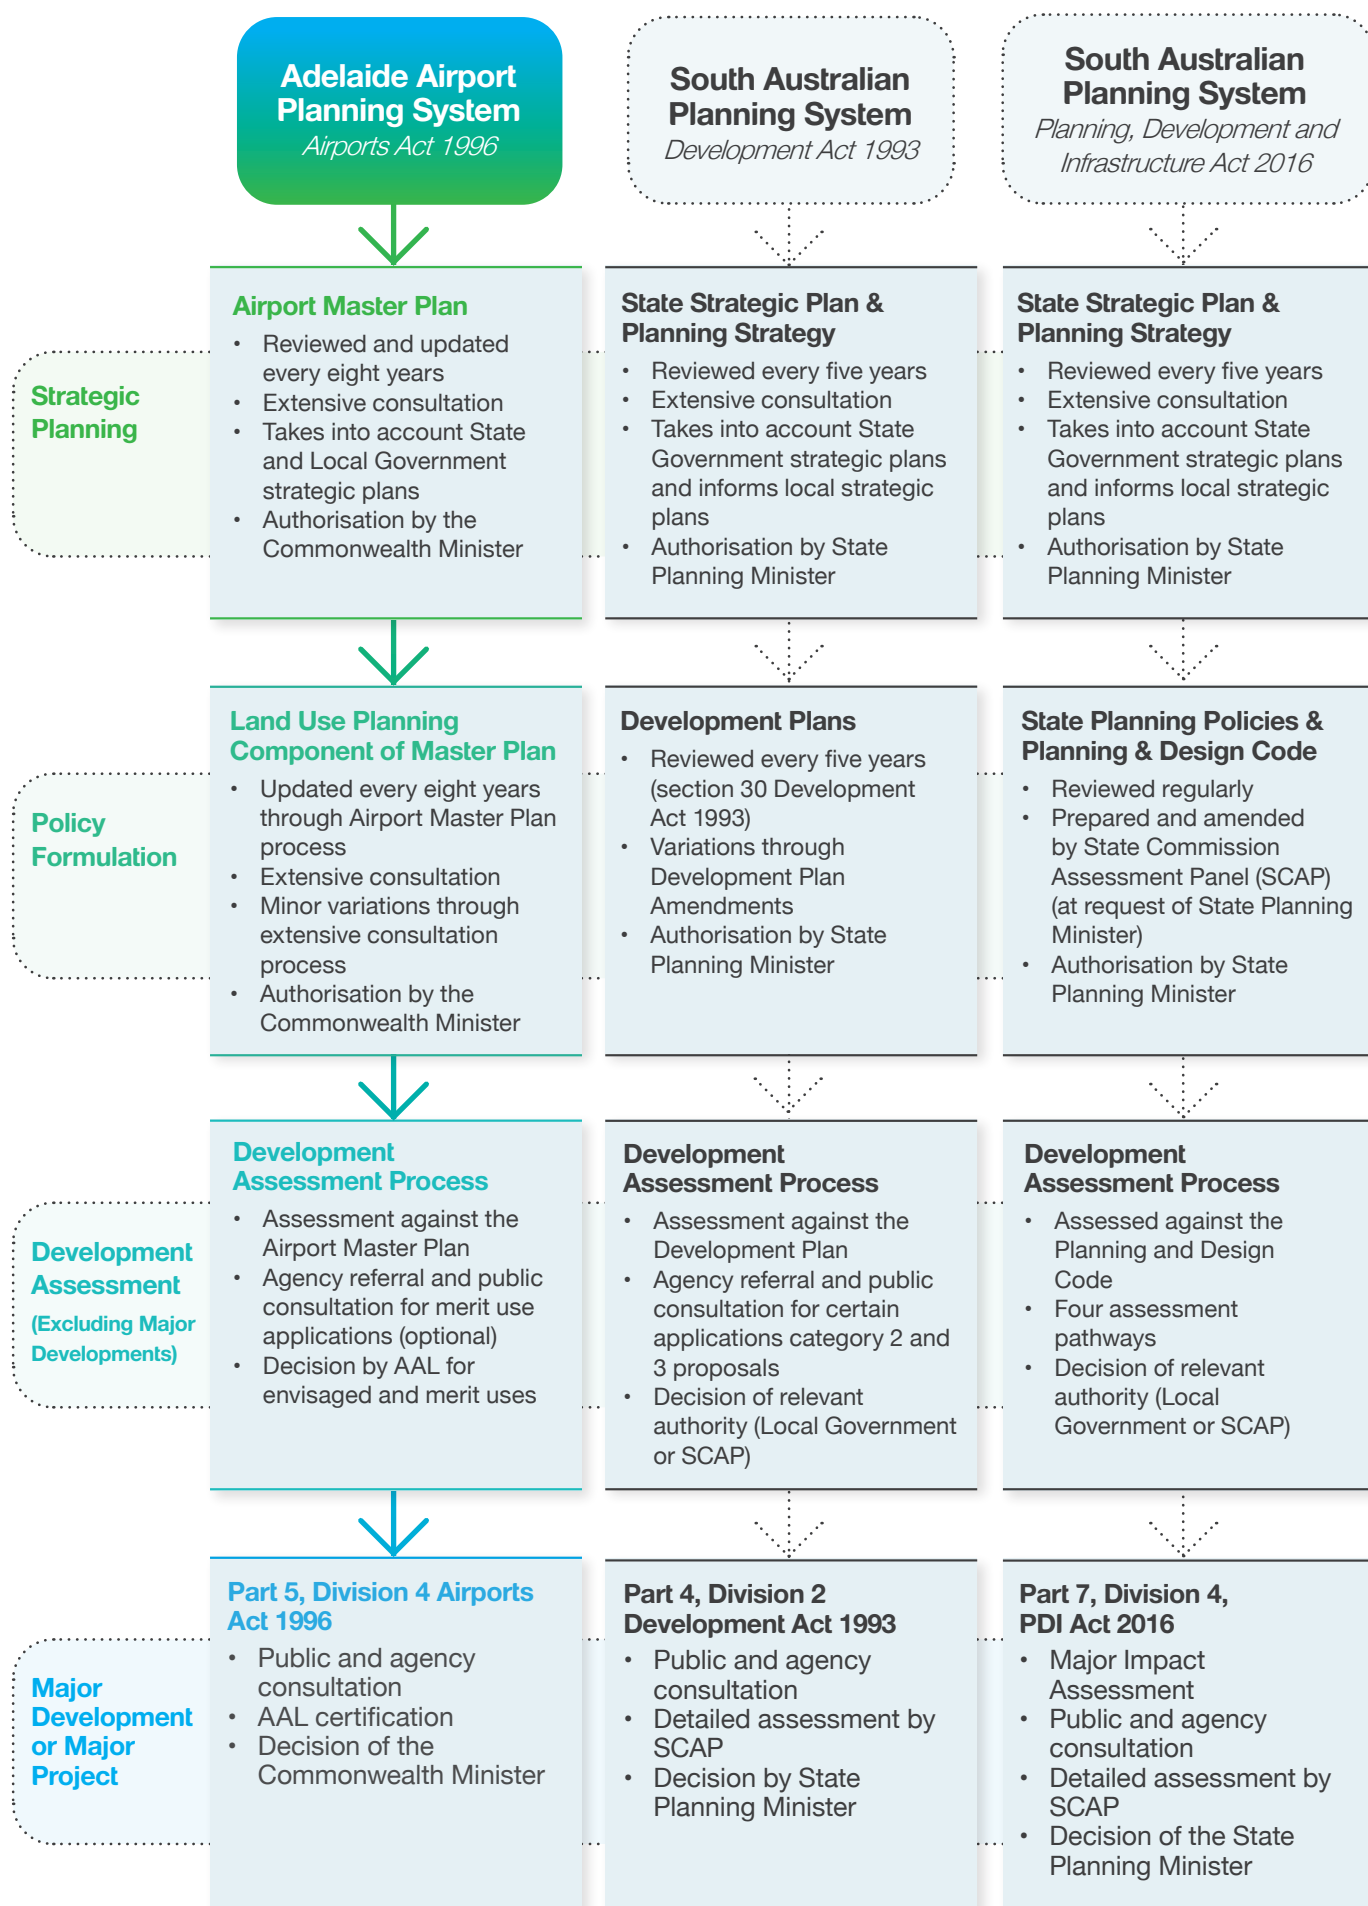 Adelaide Airport
Planning System
Airports Act 1996
South Australian
Planning System
Development Act 1993
South Australian
Planning System
Planning, Development and
Infrastructure Act 2016
Strategic
Planning
Airport Master Plan
• Reviewed and updated
every eight years
• Extensive consultation
• Takes into account State
and Local Government
strategic plans
• Authorisation by the
Commonwealth Minister
State Strategic Plan &
Planning Strategy
• Reviewed every five years
• Extensive consultation
• Takes into account State
Government strategic plans
and informs local strategic
plans
• Authorisation by State
Planning Minister
State Strategic Plan &
Planning Strategy
• Reviewed every five years
• Extensive consultation
• Takes into account State
Government strategic plans
and informs local strategic
plans
• Authorisation by State
Planning Minister
Policy
Formulation
Land Use Planning
Component of Master Plan
• Updated every eight years
through Airport Master Plan
process
• Extensive consultation
• Minor variations through
extensive consultation
process
• Authorisation by the
Commonwealth Minister
Development Plans
• Reviewed every five years
(section 30 Development
Act 1993)
• Variations through
Development Plan
Amendments
• Authorisation by State
Planning Minister
State Planning Policies &
Planning & Design Code
• Reviewed regularly
• Prepared and amended
by State Commission
Assessment Panel (SCAP)
(at request of State Planning
Minister)
• Authorisation by State
Planning Minister
Development
Assessment
(Excluding Major
Developments)
Development
Assessment Process
• Assessment against the
Airport Master Plan
• Agency referral and public
consultation for merit use
applications (optional)
• Decision by AAL for
envisaged and merit uses
Development
Assessment Process
• Assessment against the
Development Plan
• Agency referral and public
consultation for certain
applications category 2 and
3 proposals
• Decision of relevant
authority (Local Government
or SCAP)
Development
Assessment Process
• Assessed against the
Planning and Design
Code
• Four assessment
pathways
• Decision of relevant
authority (Local
Government or SCAP)
Major
Development
or Major
Project
Part 5, Division 4 Airports
Act 1996
• Public and agency
consultation
• AAL certification
• Decision of the
Commonwealth Minister
Part 4, Division 2
Development Act 1993
• Public and agency
consultation
• Detailed assessment by
SCAP
• Decision by State
Planning Minister
Part 7, Division 4,
PDI Act 2016
• Major Impact
Assessment
• Public and agency
consultation
• Detailed assessment by
SCAP
• Decision of the State
Planning Minister